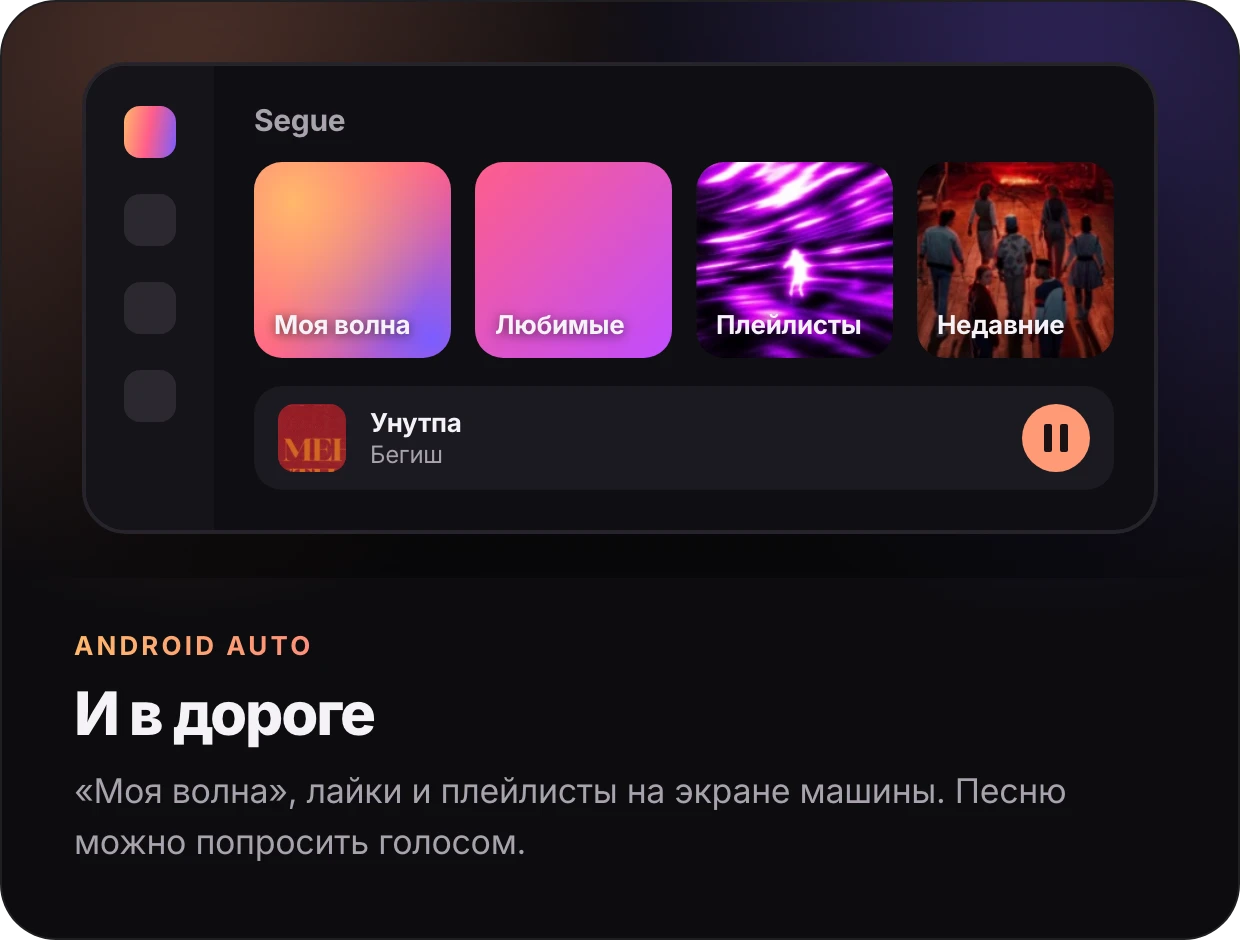 Segue
Моя волна
Любимые
Плейлисты
Недавние
Унутпа
Бегиш
ANDROID AUTO
И в дороге
«Моя волна», лайки и плейлисты на экране машины. Песню
можно попросить голосом.